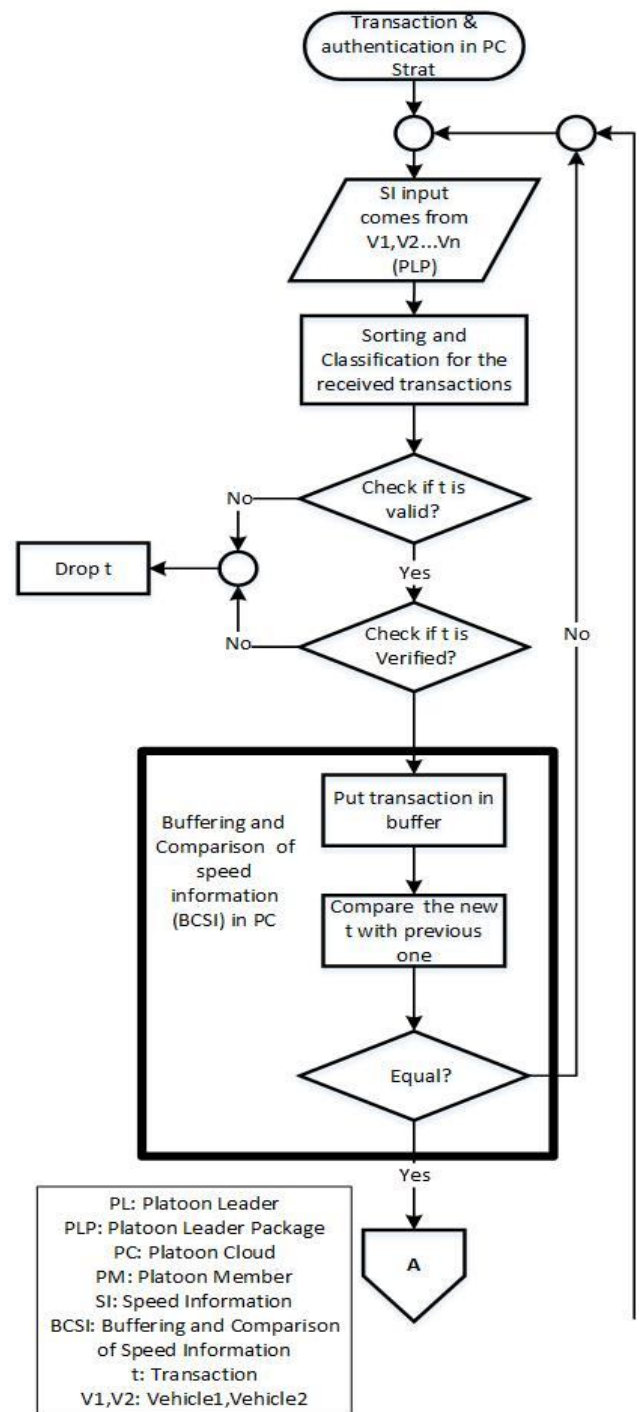 Transaction &
authentication in PC
Strat
SI input
comes from
V1,V2...Vn
(PLP)
Sorting and
Classification for the
received transactions
Check if t is
valid?
No
Drop t
Yes
Check if t is
Verified?
No
No
Put transaction in
buffer
Buffering and
Comparison of
speed
information
(BCSI) in PC
Compare the new
t with previous
one
Equal?
Yes
A
PL: Platoon Leader
PLP: Platoon Leader Package
PC: Platoon Cloud
PM: Platoon Member
SI: Speed Information
BCSI: Buffering and Comparison
of Speed Information
t: Transaction
V1,V2: Vehicle1,Vehicle2